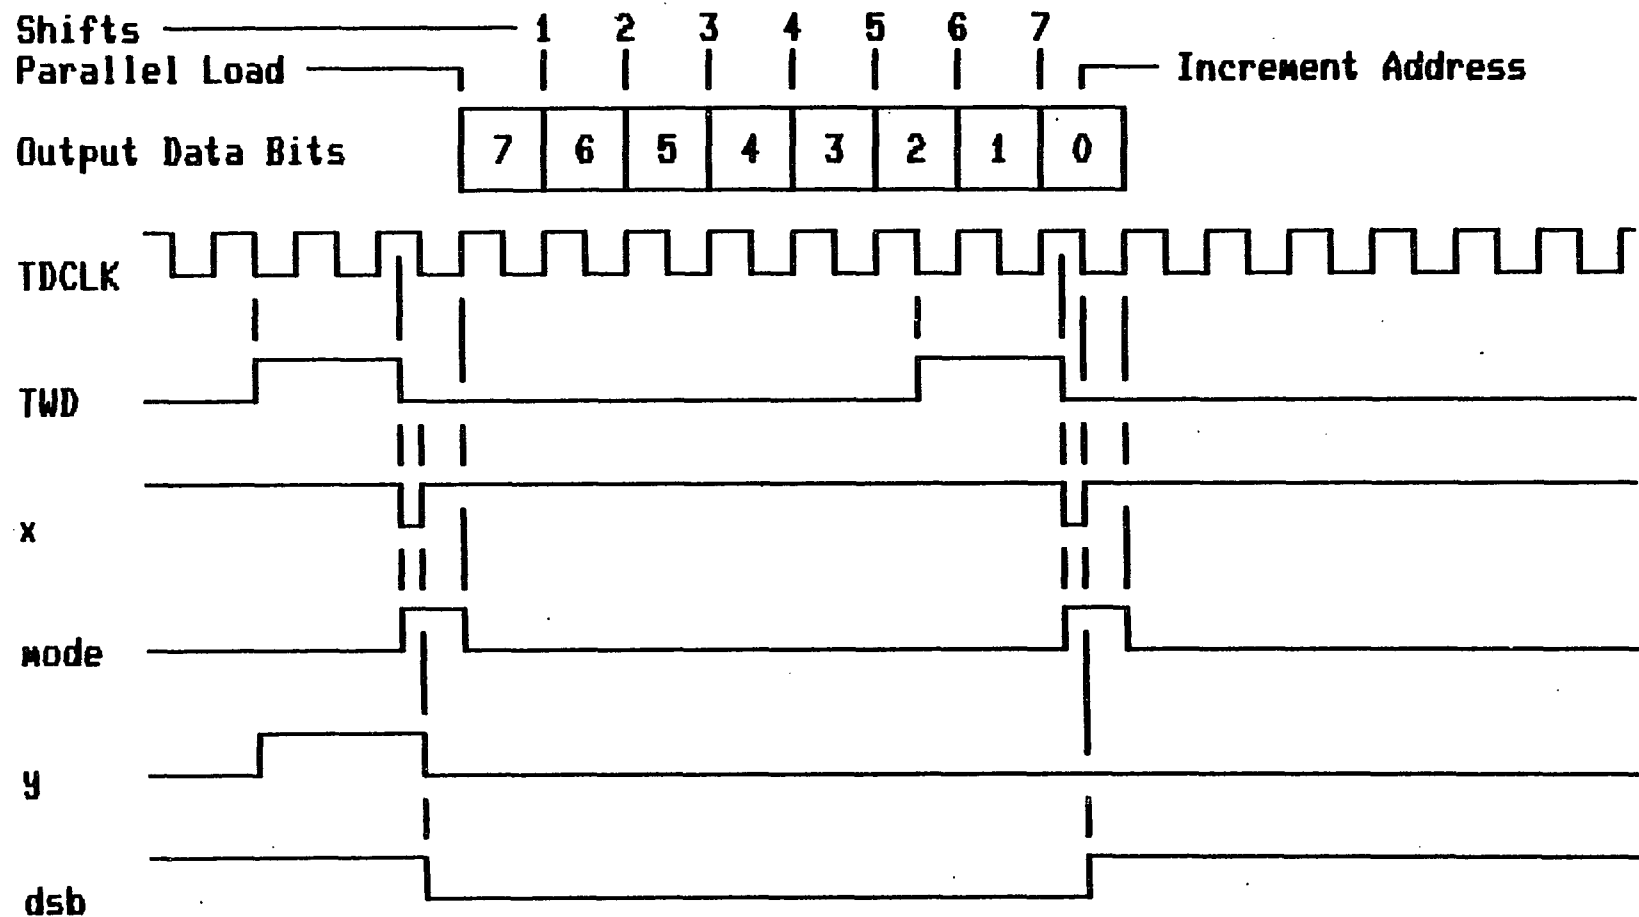 Shifts 1 2 3 4 5 6 7
Parallel Load Increment Address
Output Data Bits 7 6 5 4 3 2 1 0
TDCLK
TWD
x
mode
y
dsb